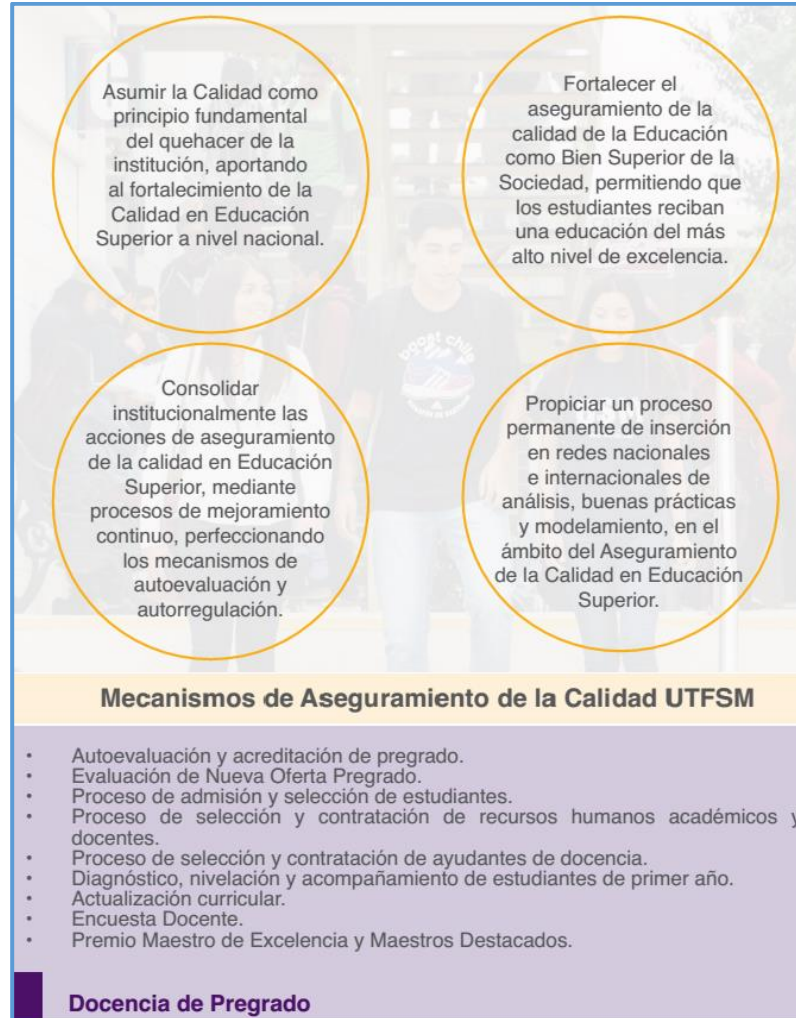 Asumir la Calidad como
principio fundamental
del quehacer de la
institución, aportando
al fortalecimiento de la
Calidad en Educación
Superior a nivel nacional.
Fortalecer el
aseguramiento de la
calidad de la Educación
como Bien Superior de la
Sociedad, permitiendo que
los estudiantes reciban
una educación del más
alto nivel de excelencia.
Consolidar
institucionalmente las
acciones de aseguramiento
de la calidad en Educación
Superior, mediante
procesos de mejoramiento
continuo, perfeccionando
los mecanismos de
autoevaluación y
autorregulación.
Propiciar un proceso
permanente de inserción
en redes nacionales
e internacionales de
análisis, buenas prácticas
y modelamiento, en el
ámbito del Aseguramiento
de la Calidad en Educación
Superior.
boost chile
Mecanismos de Aseguramiento de la Calidad UTFSM
• Autoevaluación y acreditación de pregrado.
• Evaluación de Nueva Oferta Pregrado.
• Proceso de admisión y selección de estudiantes.
• Proceso de selección y contratación de recursos humanos académicos y
docentes.
• Proceso de selección y contratación de ayudantes de docencia.
• Diagnóstico, nivelación y acompañamiento de estudiantes de primer año.
• Actualización curricular.
• Encuesta Docente.
• Premio Maestro de Excelencia y Maestros Destacados.
Docencia de Pregrado